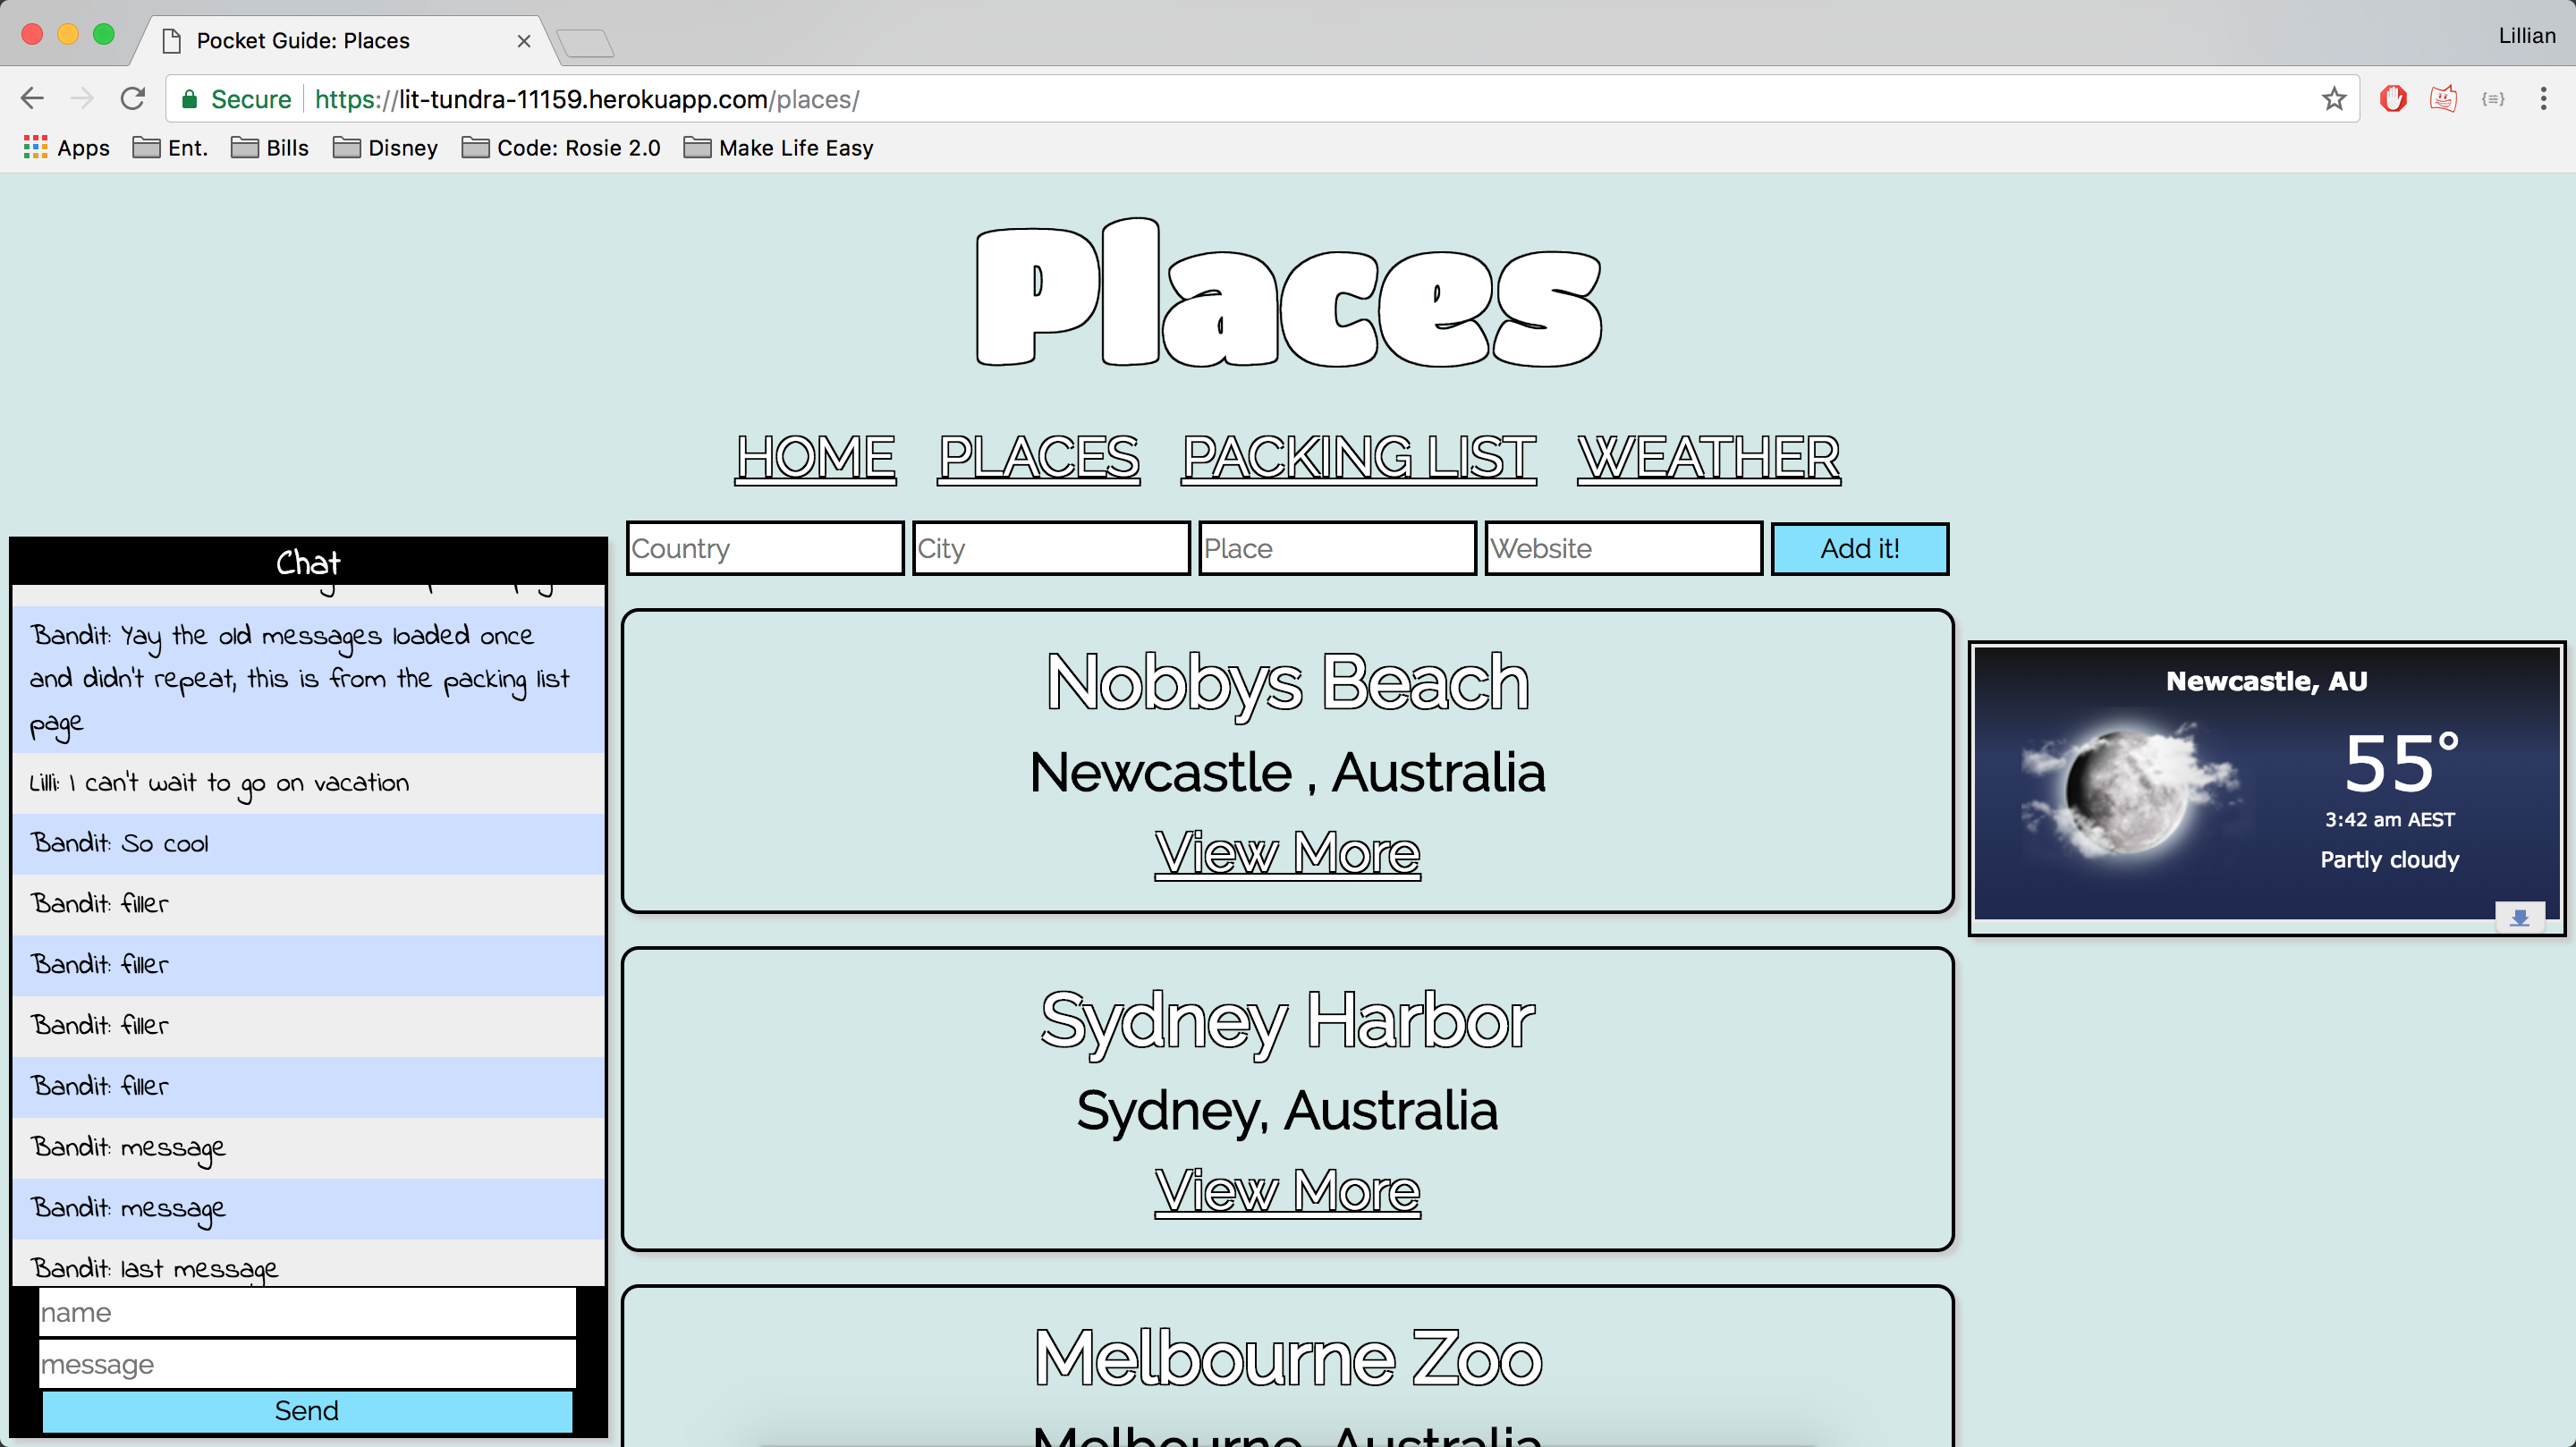 Pocket Guide: Places
Lillian
Secure
https://lit-tundra-11159.herokuapp.com/places/
Apps
Ent.
Bills
Disney
Code: Rosie 2.0
Make Life Easy
Places
HOME
PLACES
PACKING LIST
WEATHER
Country
City
Place
Website
Add it!
Chat
Bandit: Yay the old messages loaded once
and didn't repeat, this is from the packing list
page
Lilli: I can't wait to go on vacation
Bandit: So cool
Bandit: filler
Bandit: filler
Bandit: filler
Bandit: filler
Bandit: message
Bandit: message
Bandit: last message
name
message
Send
Nobbys Beach
Newcastle , Australia
View More
Sydney Harbor
Sydney, Australia
View More
Melbourne Zoo
Melbourne, Australia
Newcastle, AU
55°
3:42 am AEST
Partly cloudy